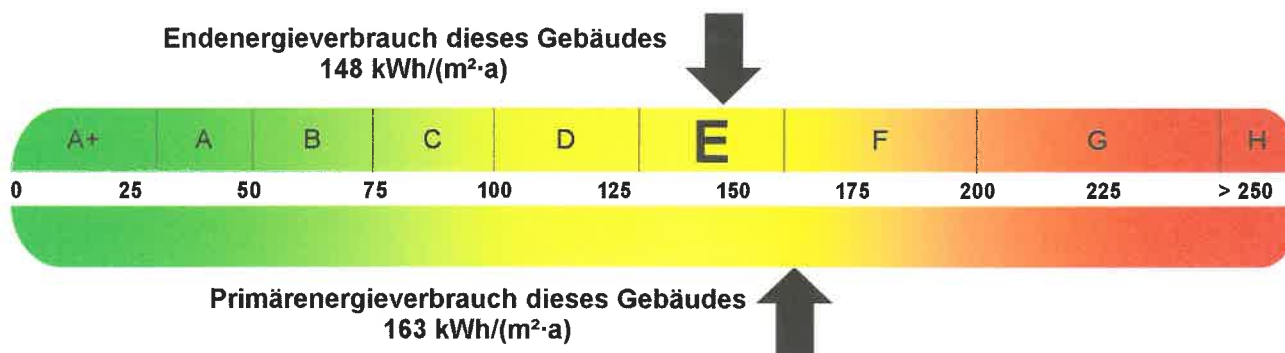 Endenergieverbrauch dieses Gebäudes
148 kWh/(m²·a)
A+ A B C D E F G H
0 25 50 75 100 125 150 175 200 225 > 250
Primärenergieverbrauch dieses Gebäudes
163 kWh/(m²·a)